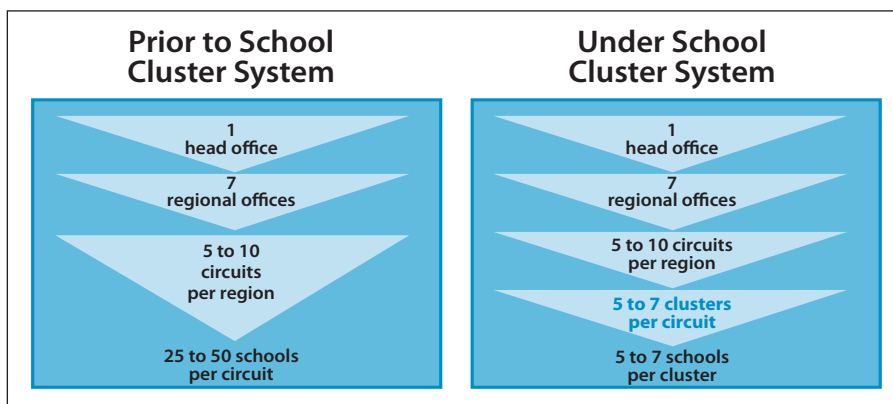 Prior to School
Cluster System
1
head office
7
regional offices
5 to 10
circuits
per region
25 to 50 schools
per circuit
Under School
Cluster System
1
head office
7
regional offices
5 to 10 circuits
per region
5 to 7 clusters
per circuit
5 to 7 schools
per cluster